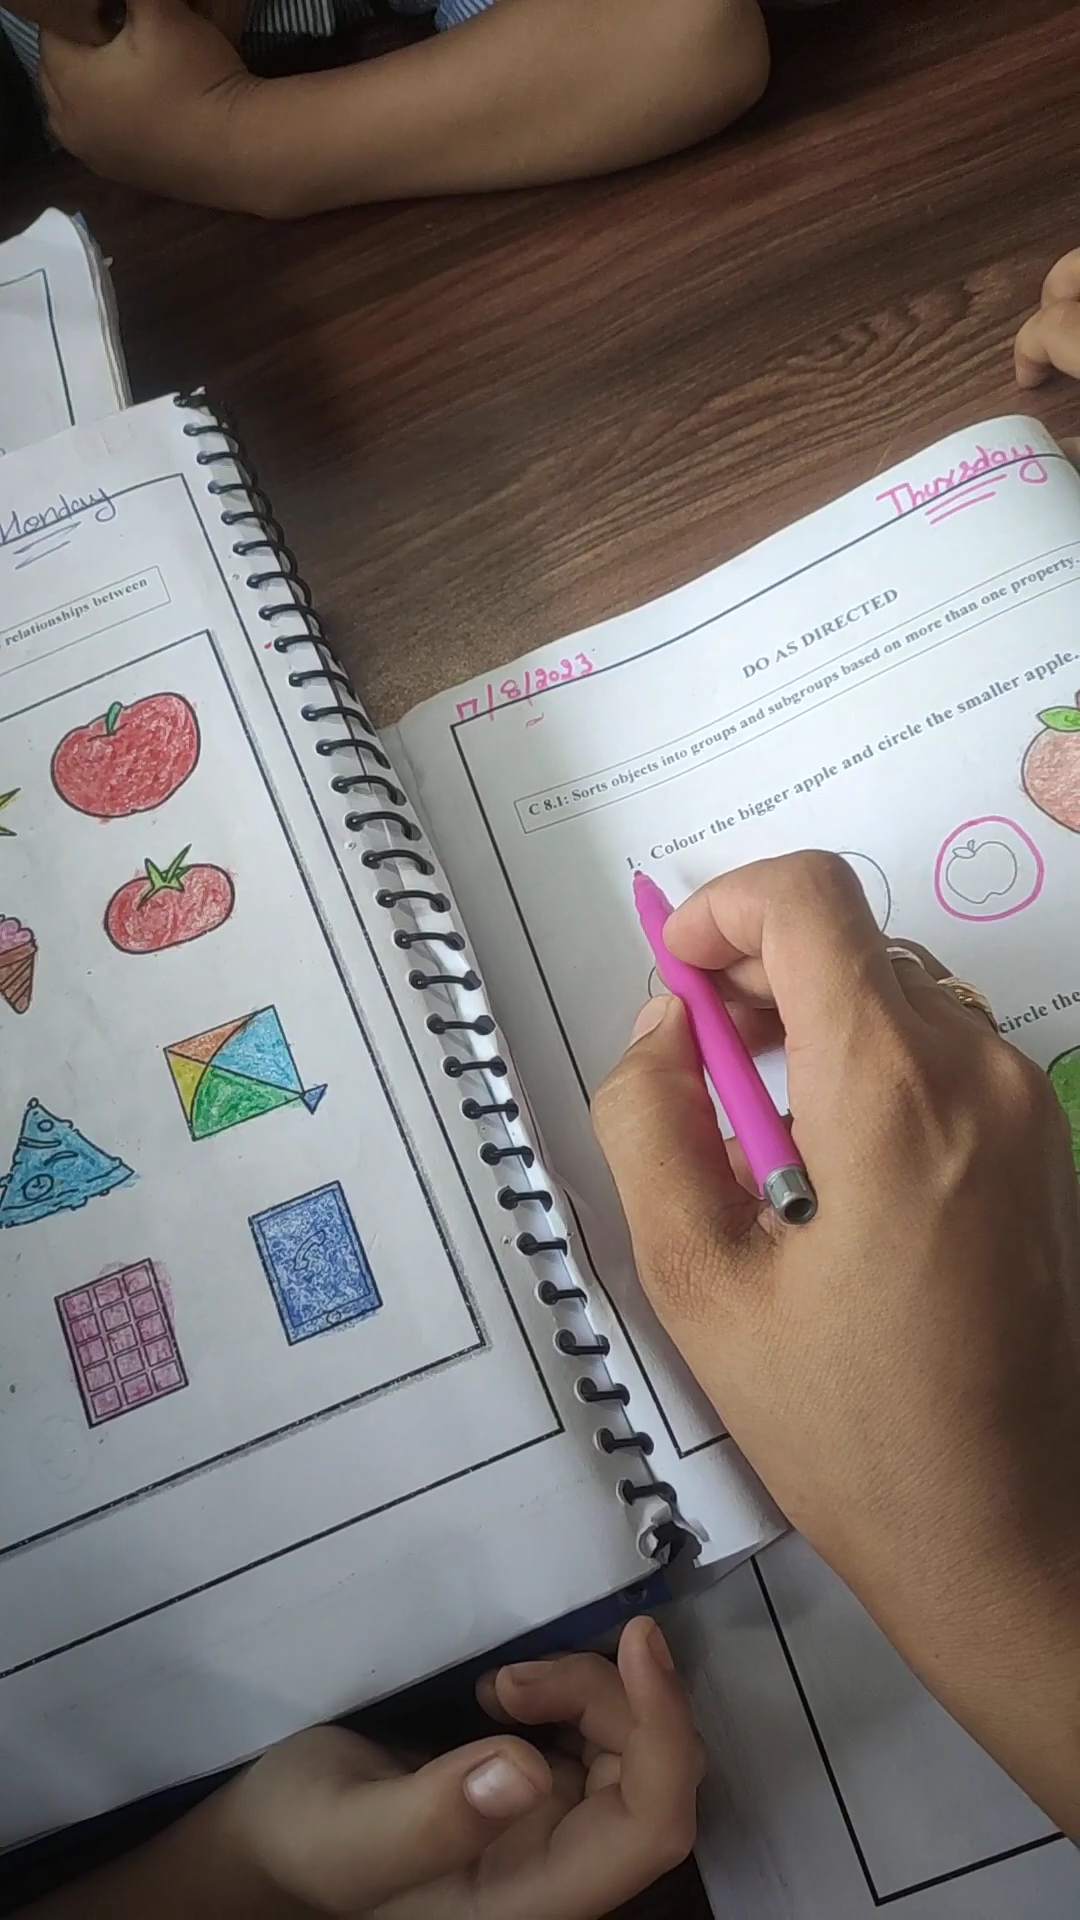 Monday
relationships between
Thursday
17/8/2023
DO AS DIRECTED
C 8.1: Sorts objects into groups and subgroups based on more than one property.
1. Colour the bigger apple and circle the smaller apple.
circle the